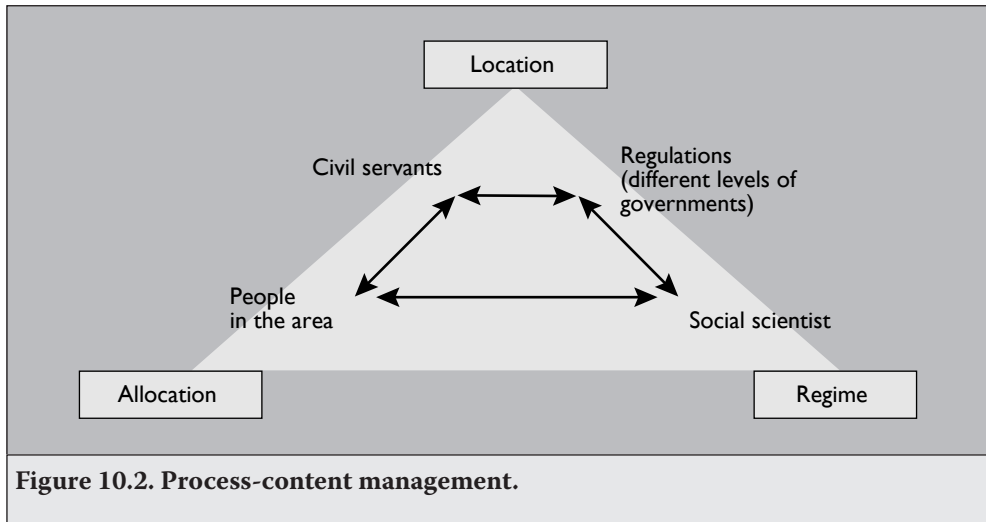 Location
Civil servants
Regulations
(different levels of
governments)
People
in the area
Social scientist
Allocation
Regime
Figure 10.2. Process-content management.